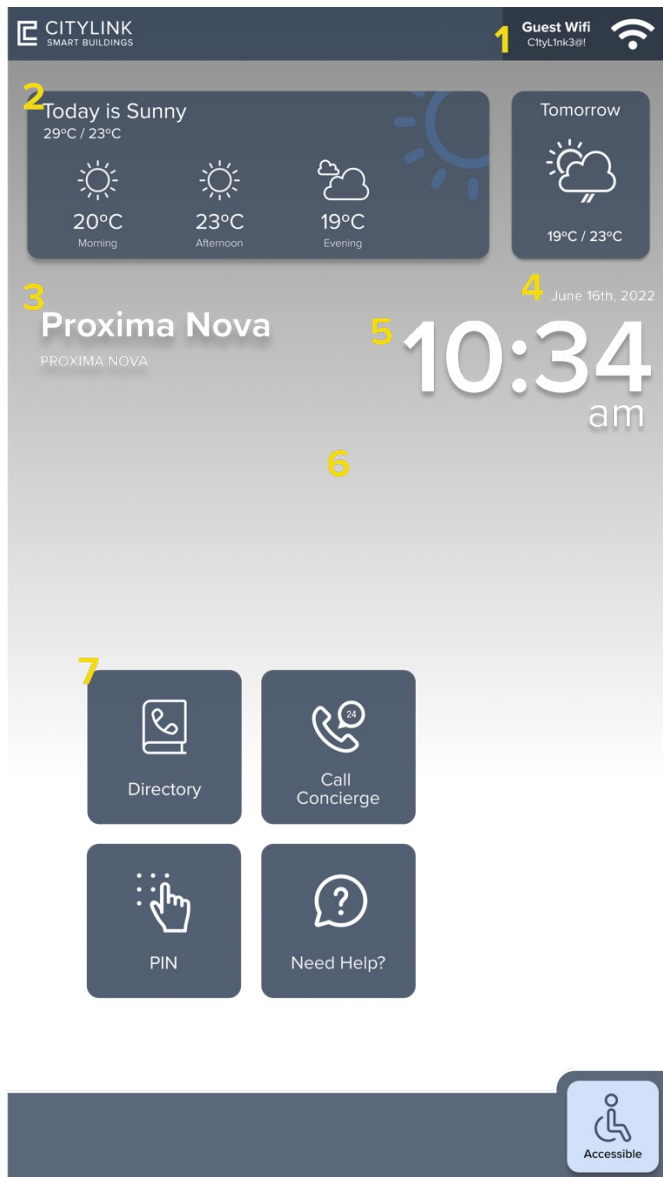 CITYLINK
SMART BUILDINGS
1
Guest Wifi
C1tyL1nk3@!
2
Today is Sunny
29ºC / 23ºC
20ºC
Morning
23ºC
Afternoon
19ºC
Evening
Tomorrow
19ºC / 23ºC
3
Proxima Nova
PROXIMA NOVA
4
June 16th, 2022
5
10:34
am
6
7
Directory
24
Call
Concierge
PIN
?
Need Help?
Accessible